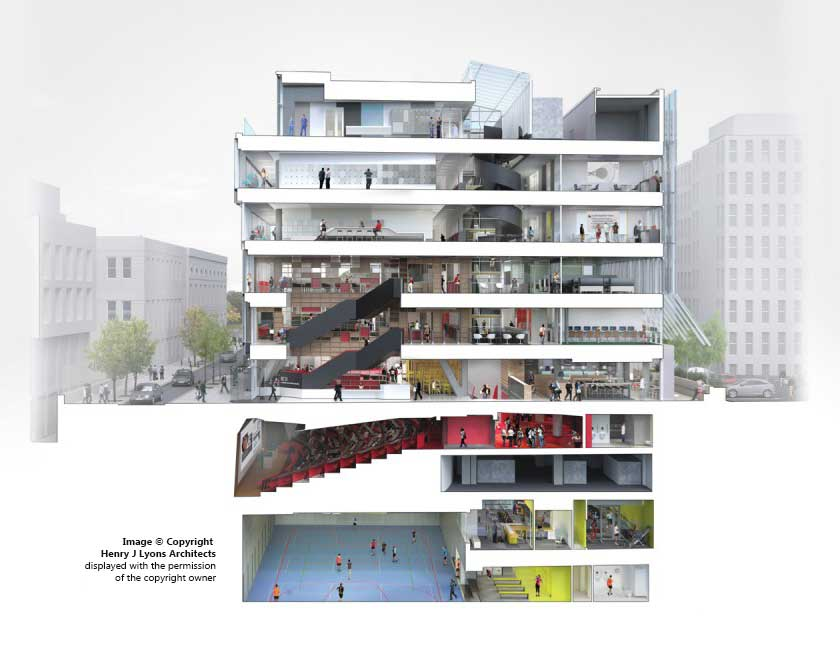 Image © Copyright
Henry J Lyons Architects
displayed with the permission
of the copyright owner